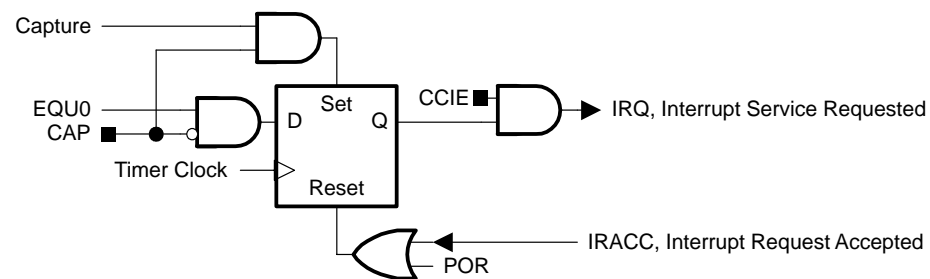 Capture
EQU0
CAP
Timer Clock
Set
D
Q
Reset
CCIE
IRQ, Interrupt Service Requested
IRACC, Interrupt Request Accepted
POR